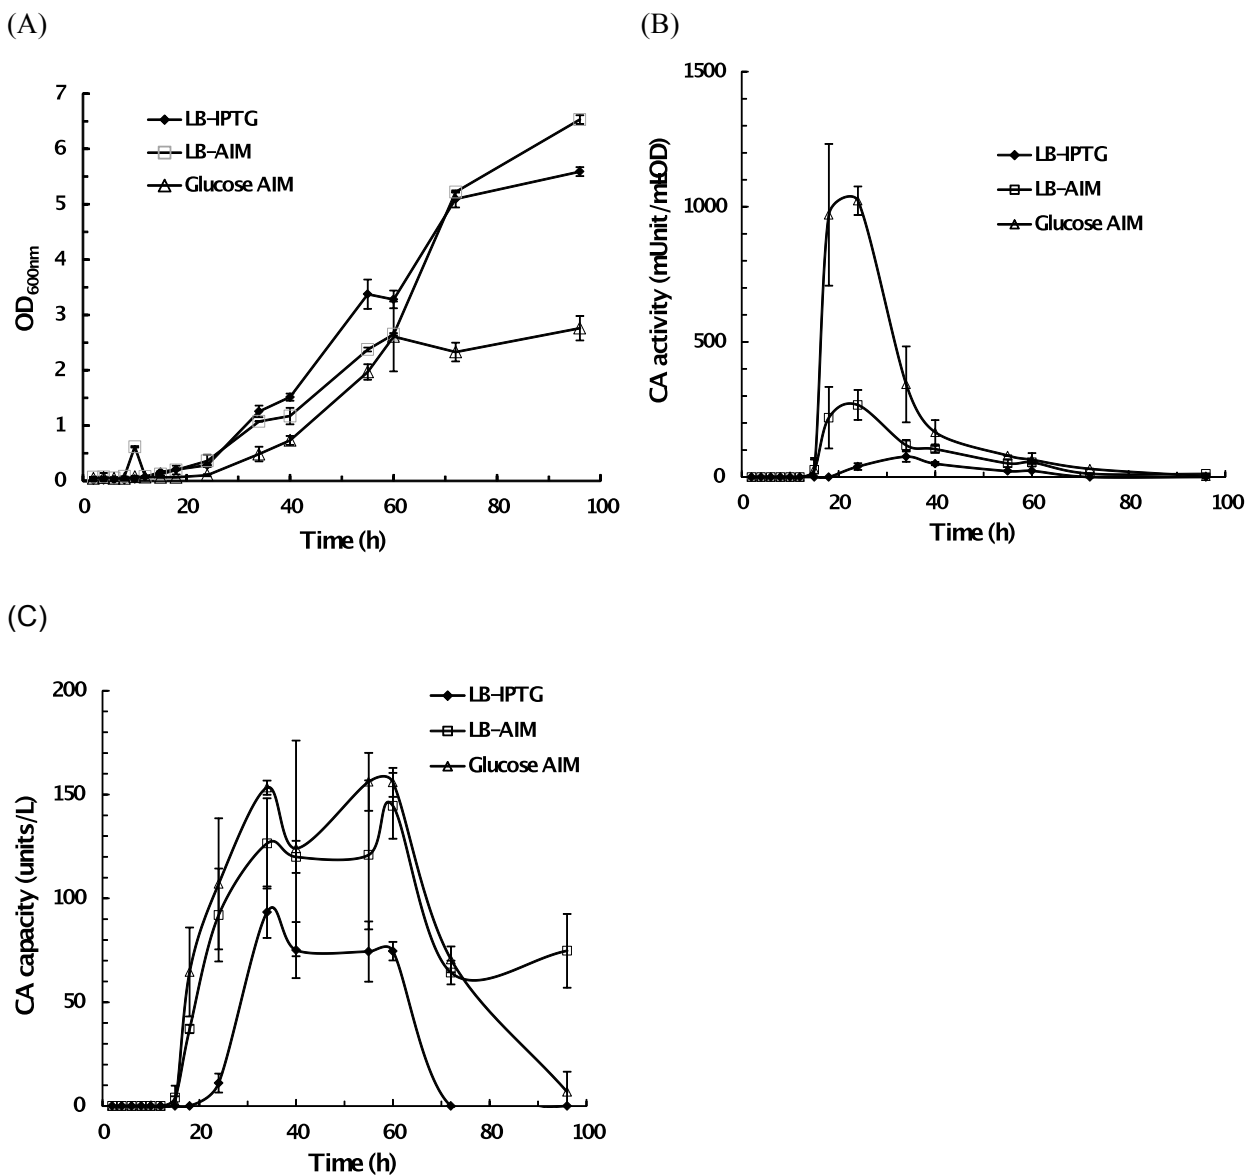 (A)
7
6
5
4
3
2
1
0
OD600nm
LB-IPTG
LB-AIM
Glucose AIM
0 20 40 60 80 100
Time (h)
(B)
1500
1000
500
0
CA activity (mUnit/mLOD)
LB-IPTG
LB-AIM
Glucose AIM
0 20 40 60 80 100
Time (h)
(C)
200
150
100
50
0
CA capacity (units/L)
LB-IPTG
LB-AIM
Glucose AIM
0 20 40 60 80 100
Time (h)